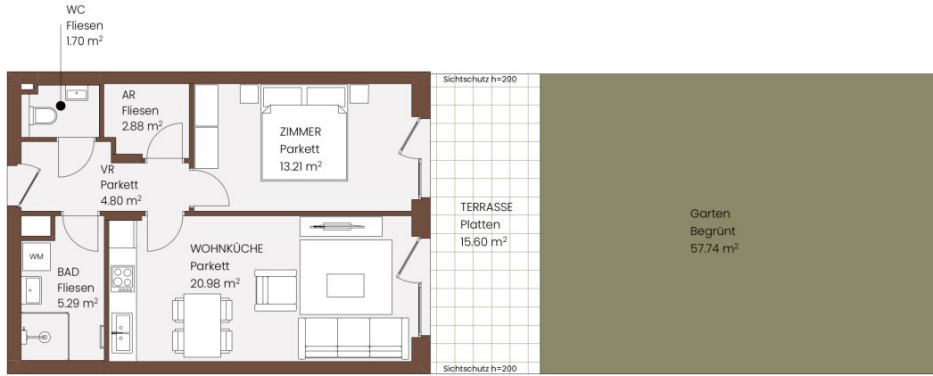 WC
Fliesen
1.70 m²
Sichtschutz h=200
AR
Fliesen
2.88 m²
ZIMMER
Parkett
13.21 m²
VR
Parkett
4.80 m²
TERRASSE
Platten
15.60 m²
Garten
Begrünt
57.74 m²
WOHNKÜCHE
Parkett
20.98 m²
WM
BAD
Fliesen
5.29 m²
Sichtschutz h=200